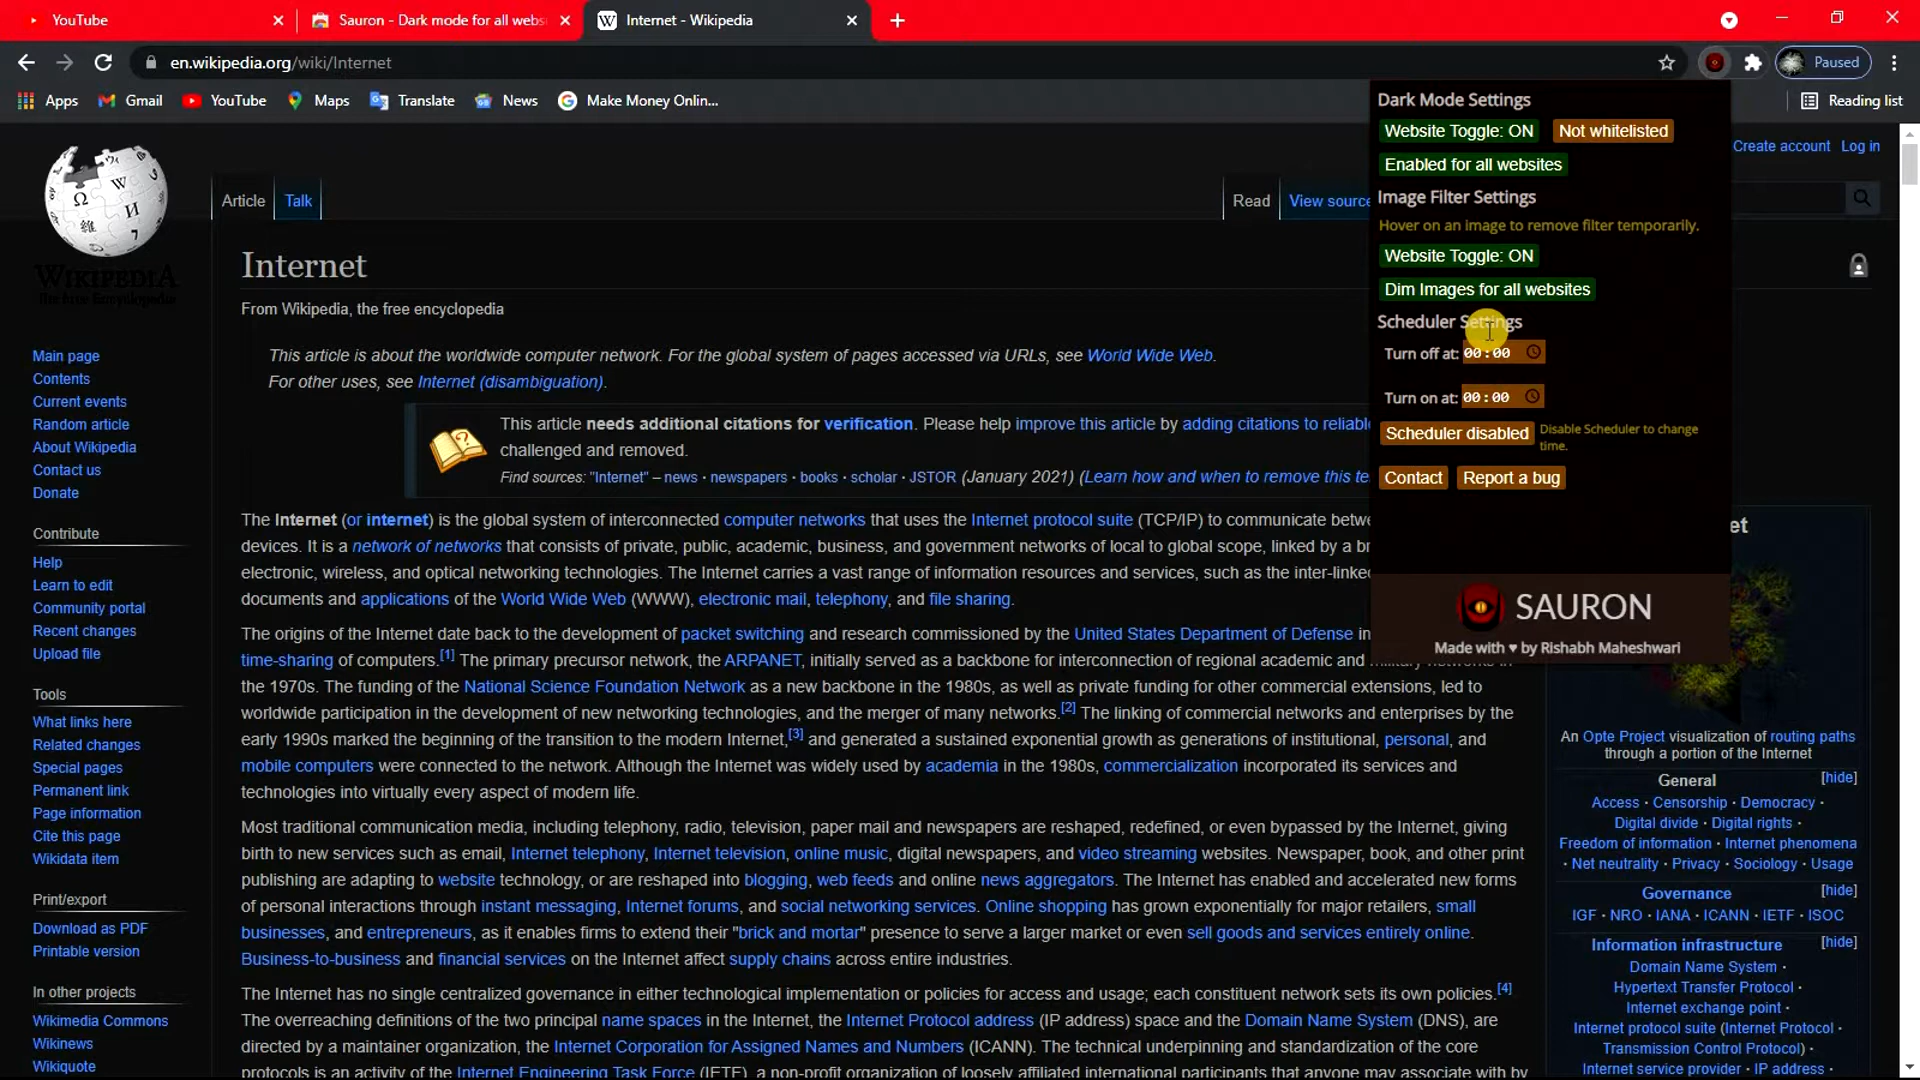 YouTube
Sauron - Dark mode for all webs
Internet - Wikipedia
en.wikipedia.org/wiki/Internet
Paused
Apps
Gmail
YouTube
Maps
Translate
News
Make Money Onlin...
Reading list
WIKIPEDIA
The Free Encyclopedia
Main page
Contents
Current events
Random article
About Wikipedia
Contact us
Donate
Contribute
Help
Learn to edit
Community portal
Recent changes
Upload file
Tools
What links here
Related changes
Special pages
Permanent link
Page information
Cite this page
Wikidata item
Print/export
Download as PDF
Printable version
In other projects
Wikimedia Commons
Wikinews
Wikiquote
Create account Log in
Article Talk
Read View source
Internet
From Wikipedia, the free encyclopedia
This article is about the worldwide computer network. For the global system of pages accessed via URLs, see World Wide Web.
For other uses, see Internet (disambiguation).
This article needs additional citations for verification. Please help improve this article by adding citations to reliabl
challenged and removed.
Find sources: "Internet" – news · newspapers · books · scholar · JSTOR (January 2021) (Learn how and when to remove this te
The Internet (or internet) is the global system of interconnected computer networks that uses the Internet protocol suite (TCP/IP) to communicate betwe
devices. It is a network of networks that consists of private, public, academic, business, and government networks of local to global scope, linked by a br
electronic, wireless, and optical networking technologies. The Internet carries a vast range of information resources and services, such as the inter-linke
documents and applications of the World Wide Web (WWW), electronic mail, telephony, and file sharing.
The origins of the Internet date back to the development of packet switching and research commissioned by the United States Department of Defense in
time-sharing of computers.[1] The primary precursor network, the ARPANET, initially served as a backbone for interconnection of regional academic and military networks in
the 1970s. The funding of the National Science Foundation Network as a new backbone in the 1980s, as well as private funding for other commercial extensions, led to
worldwide participation in the development of new networking technologies, and the merger of many networks.[2] The linking of commercial networks and enterprises by the
early 1990s marked the beginning of the transition to the modern Internet,[3] and generated a sustained exponential growth as generations of institutional, personal, and
mobile computers were connected to the network. Although the Internet was widely used by academia in the 1980s, commercialization incorporated its services and
technologies into virtually every aspect of modern life.
Most traditional communication media, including telephony, radio, television, paper mail and newspapers are reshaped, redefined, or even bypassed by the Internet, giving
birth to new services such as email, Internet telephony, Internet television, online music, digital newspapers, and video streaming websites. Newspaper, book, and other print
publishing are adapting to website technology, or are reshaped into blogging, web feeds and online news aggregators. The Internet has enabled and accelerated new forms
of personal interactions through instant messaging, Internet forums, and social networking services. Online shopping has grown exponentially for major retailers, small
businesses, and entrepreneurs, as it enables firms to extend their "brick and mortar" presence to serve a larger market or even sell goods and services entirely online.
Business-to-business and financial services on the Internet affect supply chains across entire industries.
The Internet has no single centralized governance in either technological implementation or policies for access and usage; each constituent network sets its own policies.[4]
The overreaching definitions of the two principal name spaces in the Internet, the Internet Protocol address (IP address) space and the Domain Name System (DNS), are
directed by a maintainer organization, the Internet Corporation for Assigned Names and Numbers (ICANN). The technical underpinning and standardization of the core
protocols is an activity of the Internet Engineering Task Force (IETF), a non-profit organization of loosely affiliated international participants that anyone may associate with by
Dark Mode Settings
Website Toggle: ON Not whitelisted
Enabled for all websites
Image Filter Settings
Hover on an image to remove filter temporarily.
Website Toggle: ON
Dim Images for all websites
Scheduler Settings
Turn off at: 00:00
Turn on at: 00:00
Scheduler disabled Disable Scheduler to change
time.
Contact Report a bug
SAURON
Made with ♥ by Rishabh Maheshwari
et
An Opte Project visualization of routing paths
through a portion of the Internet
General [hide]
Access · Censorship · Democracy ·
Digital divide · Digital rights ·
Freedom of information · Internet phenomena
· Net neutrality · Privacy · Sociology · Usage
Governance [hide]
IGF · NRO · IANA · ICANN · IETF · ISOC
Information infrastructure [hide]
Domain Name System ·
Hypertext Transfer Protocol ·
Internet exchange point ·
Internet protocol suite (Internet Protocol ·
Transmission Control Protocol) ·
Internet service provider · IP address ·